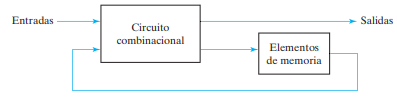 Entradas
Circuito
combinacional
Salidas
Elementos
de memoria